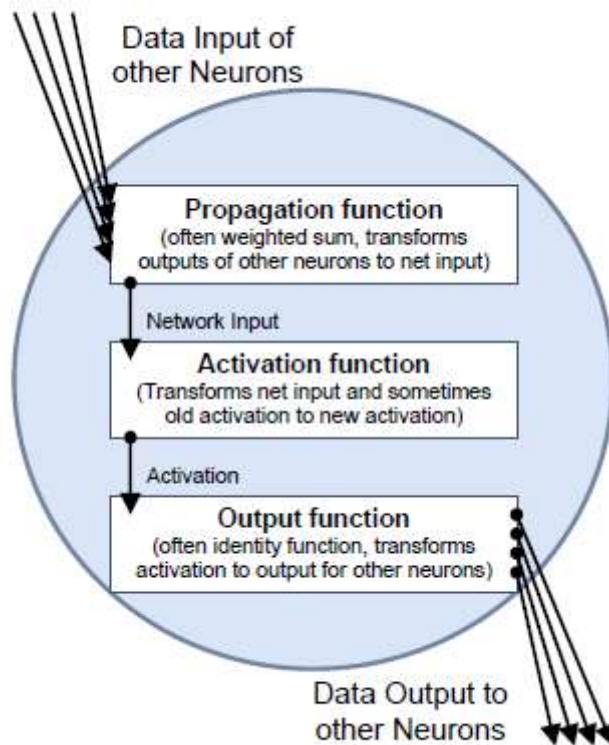 Data Input of
other Neurons
Propagation function
(often weighted sum, transforms
outputs of other neurons to net input)
Network Input
Activation function
(Transforms net input and sometimes
old activation to new activation)
Activation
Output function
(often identity function, transforms
activation to output for other neurons)
Data Output to
other Neurons